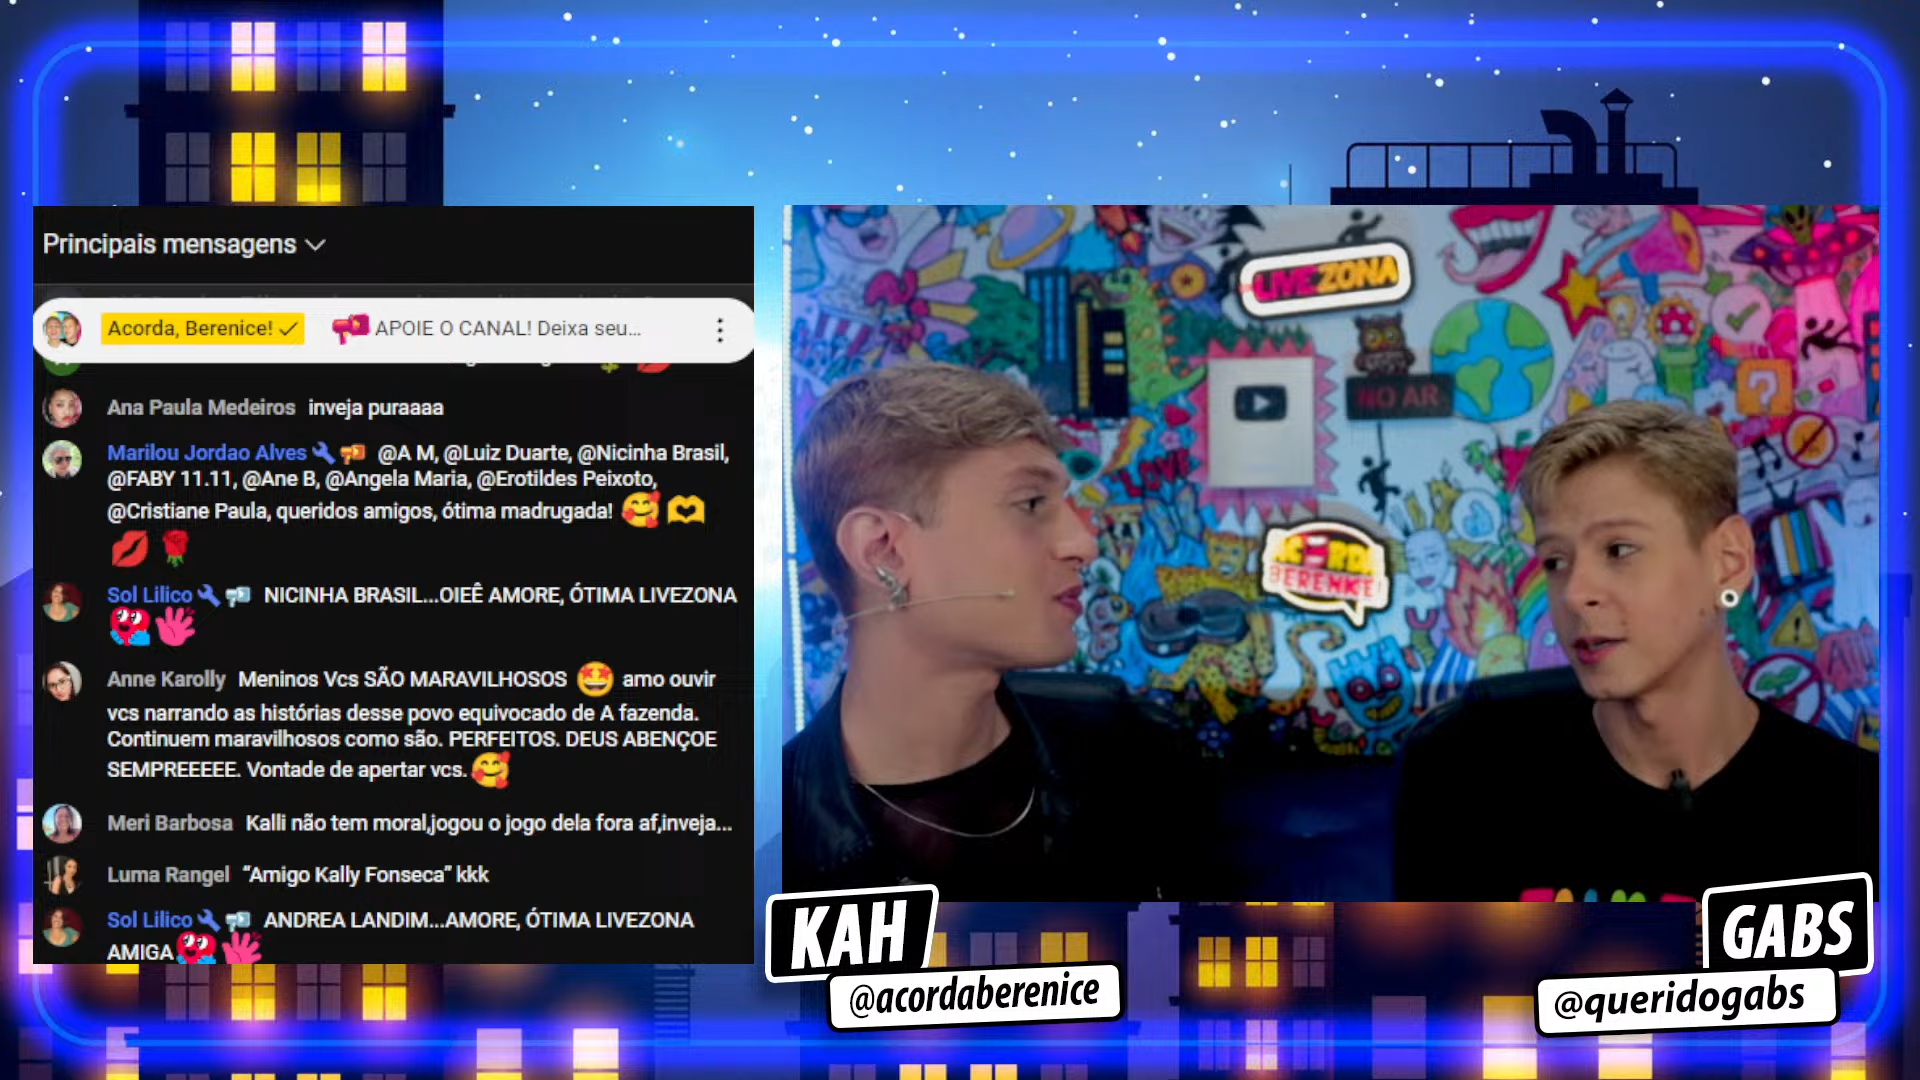 Principais mensagens
Acorda, Berenice! ✓ APOIE O CANAL! Deixa seu...
Ana Paula Medeiros inveja puraaaa
Marilou Jordao Alves @A M, @Luiz Duarte, @Nicinha Brasil,
@FABY 11.11, @Ane B, @Angela Maria, @Erotildes Peixoto,
@Cristiane Paula, queridos amigos, ótima madrugada! 🥰 🫶
💋 🌹
Sol Lilico NICINHA BRASIL...OIEÊ AMORE, ÓTIMA LIVEZONA
Anne Karolly Meninos Vcs SÃO MARAVILHOSOS 🤩 amo ouvir
vcs narrando as histórias desse povo equivocado de A fazenda.
Continuem maravilhosos como são. PERFEITOS. DEUS ABENÇOE
SEMPREEEEE. Vontade de apertar vcs. 🥰
Meri Barbosa Kalli não tem moral,jogou o jogo dela fora af,inveja...
Luma Rangel “Amigo Kally Fonseca” kkk
Sol Lilico ANDREA LANDIM...AMORE, ÓTIMA LIVEZONA
AMIGA
LIVEZONA
NO AR
LOVE
ACORDA
BERENICE!
KAH
@acordaberenice
GABS
@queridogabs